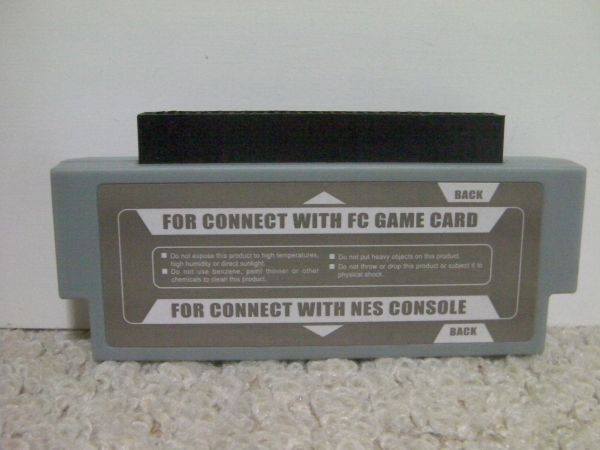 BACK
FOR CONNECT WITH FC GAME CARD
Do not expose this product to high temperatures,
high humidity or direct sunlight.
Do not use benzene, paint thinner or other
chemicals to clean this product.
Do not put heavy objects on this product.
Do not throw or drop this product or subject it to
physical shock.
FOR CONNECT WITH NES CONSOLE
BACK